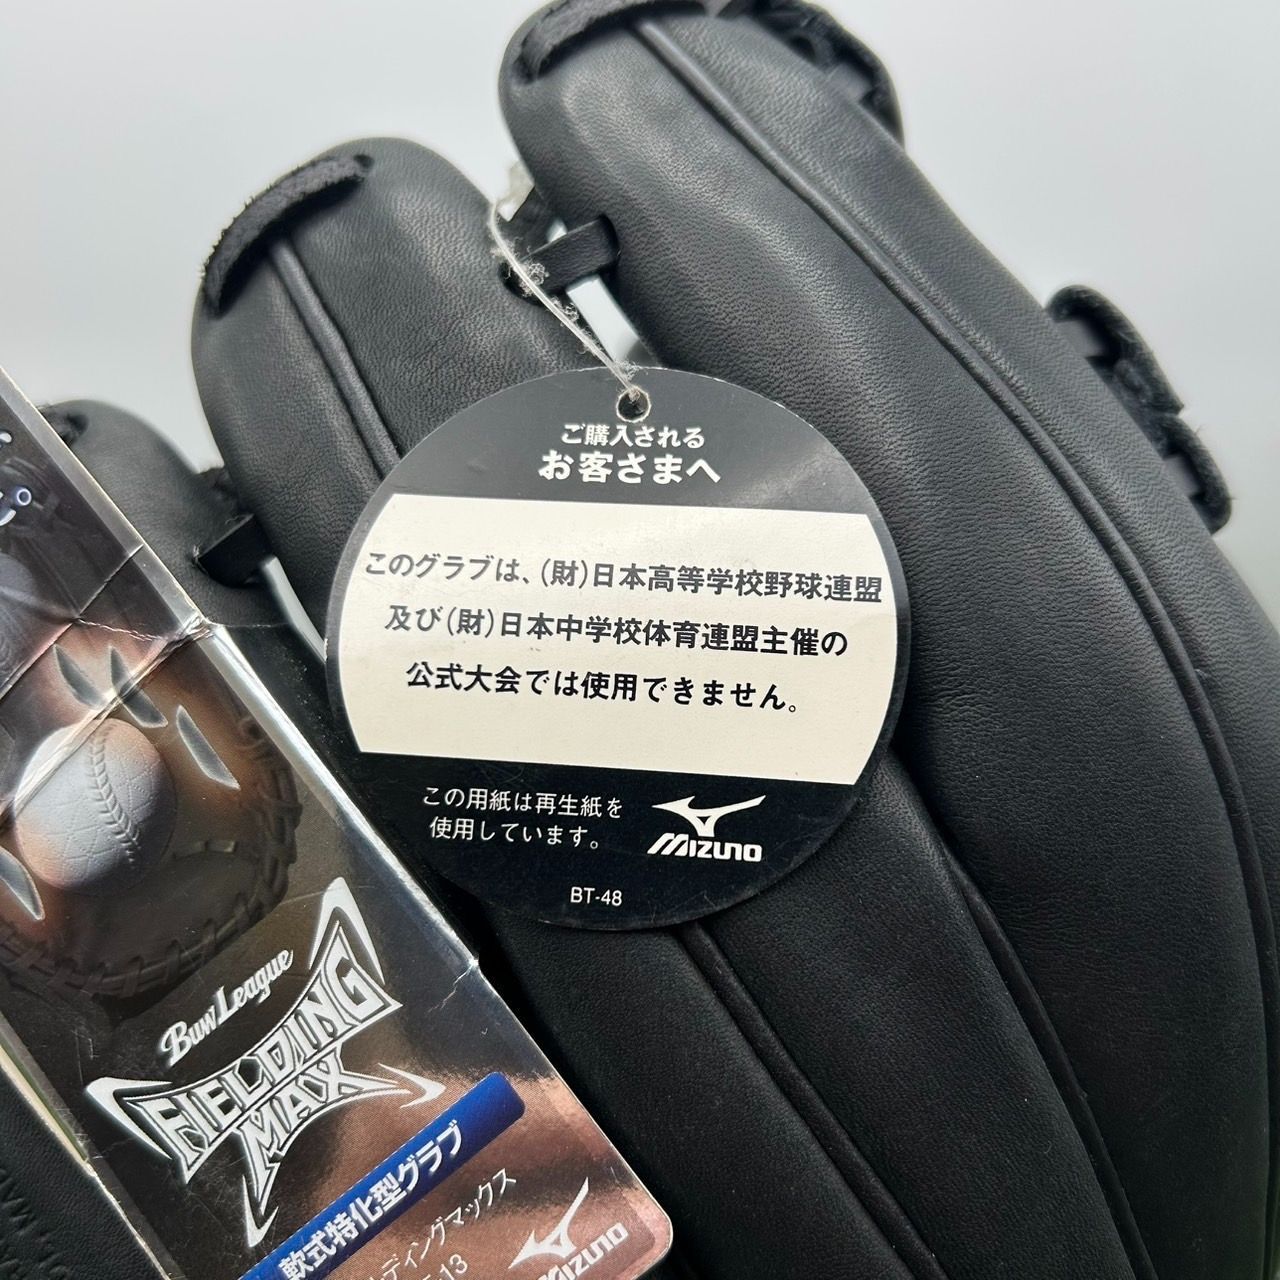 ご購入される
お客さまへ
このグラブは、(財)日本高等学校野球連盟
及び(財)日本中学校体育連盟主催の
公式大会では使用できません。
この用紙は再生紙を
使用しています。
MIZUNO
BT-48
Buw League
FIELDING
MAX
軟式特化型グラブ
ディングマックス
-13
MIZUNO